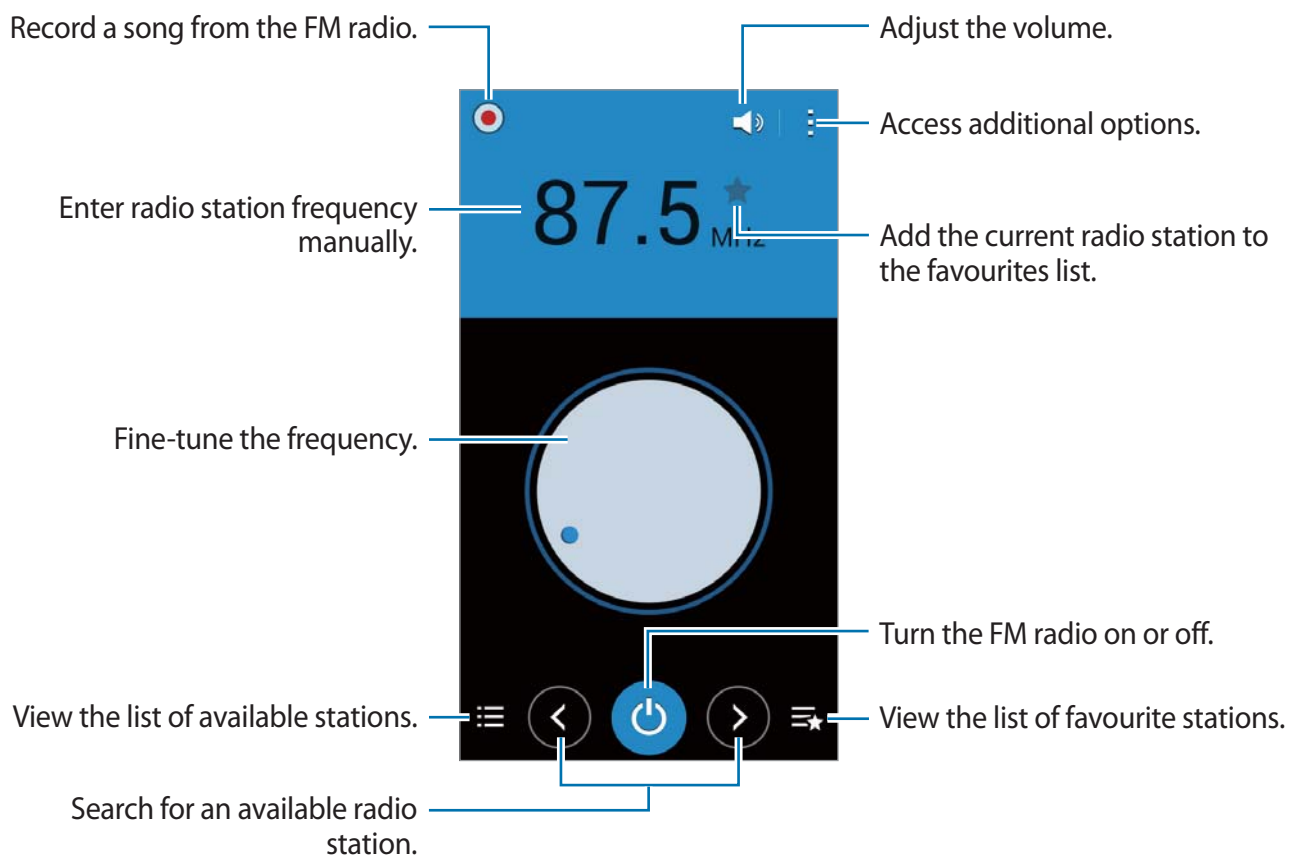 Record a song from the FM radio.
Adjust the volume.
Access additional options.
Enter radio station frequency
manually.
87.5 MHz
Add the current radio station to
the favourites list.
Fine-tune the frequency.
Turn the FM radio on or off.
View the list of available stations.
View the list of favourite stations.
Search for an available radio
station.